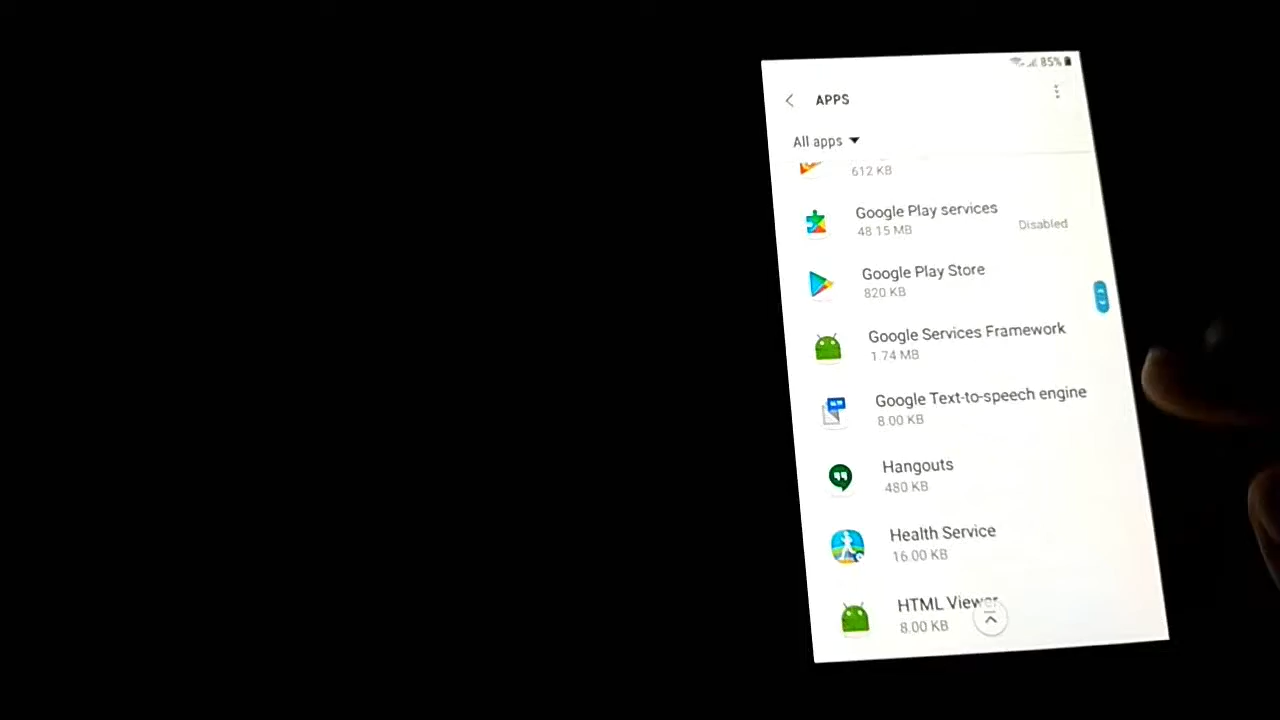 85%
APPS
All apps
612 KB
Google Play services
48.15 MB
Disabled
Google Play Store
820 KB
Google Services Framework
1.74 MB
Google Text-to-speech engine
8.00 KB
Hangouts
480 KB
Health Service
16.00 KB
HTML Viewer
8.00 KB